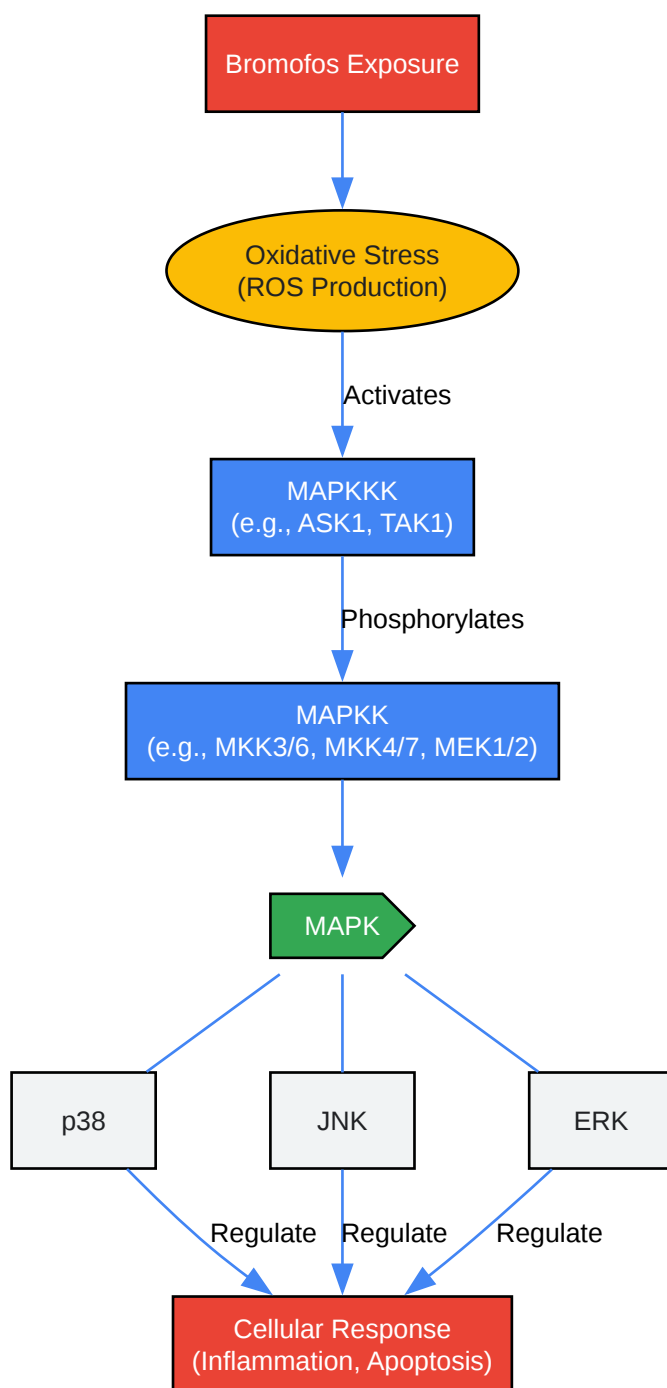 Bromofos Exposure
Oxidative Stress
(ROS Production)
Activates
MAPKKK
(e.g., ASK1, TAK1)
Phosphorylates
MAPKK
(e.g., MKK3/6, MKK4/7, MEK1/2)
MAPK
p38
JNK
ERK
Regulate
Regulate
Regulate
Cellular Response
(Inflammation, Apoptosis)